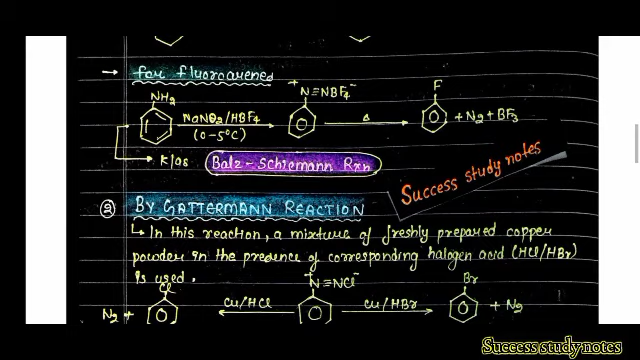 → for fluoroarened
NH2
NaNO2/HBF4
(0-5°C)
+
N≡NBF4-
Δ
F
+ N2 + BF3
K/as
Balz-Schiemann Rxn
Success study notes
② BY GATTERMANN REACTION
↳ In this reaction, a mixture of freshly prepared copper
powder in the presence of corresponding halogen acid (HCl/HBr)
is used.
Cl
+
N≡NCl-
Br
N2 +
Cu/HCl
Cu/HBr
+ N2
Success study notes